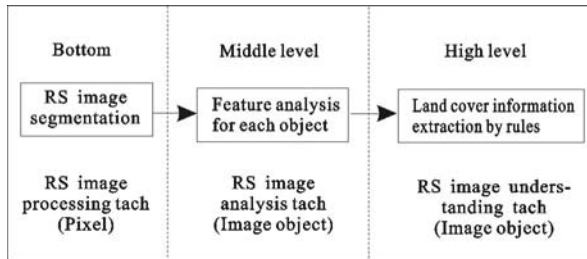 Bottom
RS image
segmentation
RS image
processing tach
(Pixel)
Middle level
Feature analysis
for each object
RS image
analysis tach
(Image object)
High level
Land cover information
extraction by rules
RS image unders-
tanding tach
(Image object)